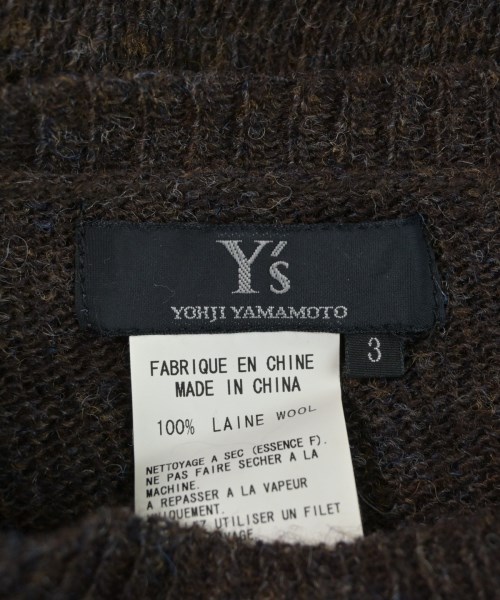 Y's
YOHJI YAMAMOTO
3
FABRIQUE EN CHINE
MADE IN CHINA
100% LAINE WOOL
NETTOYAGE A SEC (ESSENCE F).
NE PAS FAIRE SECHER A LA
MACHINE.
A REPASSER A LA VAPEUR
UTILISER UN FILET